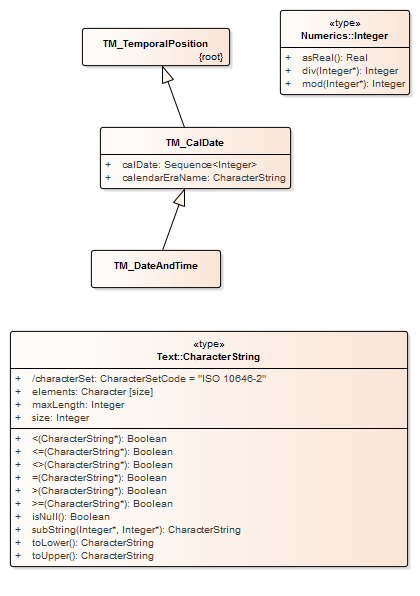 TM_TemporalPosition
{root}
«type»
Numerics::Integer
+ asReal(): Real
+ div(Integer*): Integer
+ mod(Integer*): Integer
TM_CalDate
+ calDate: Sequence<Integer>
+ calendarEraName: CharacterString
TM_DateAndTime
«type»
Text::CharacterString
+ /characterSet: CharacterSetCode = "ISO 10646-2"
+ elements: Character [size]
+ maxLength: Integer
+ size: Integer
+ <(CharacterString*): Boolean
+ <=(CharacterString*): Boolean
+ <>(CharacterString*): Boolean
+ =(CharacterString*): Boolean
+ >(CharacterString*): Boolean
+ >=(CharacterString*): Boolean
+ isNull(): Boolean
+ subString(Integer*, Integer*): CharacterString
+ toLower(): CharacterString
+ toUpper(): CharacterString